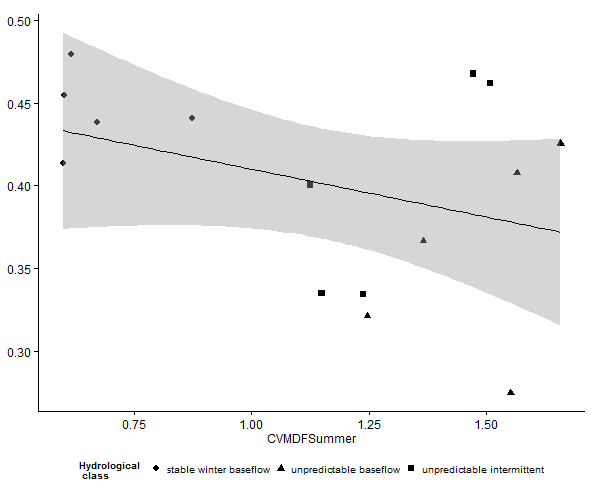 0.50
0.45
0.40
0.35
0.30
0.75 1.00 1.25 1.50
CVMDFSummer
Hydrological
class
stable winter baseflow unpredictable baseflow unpredictable intermittent